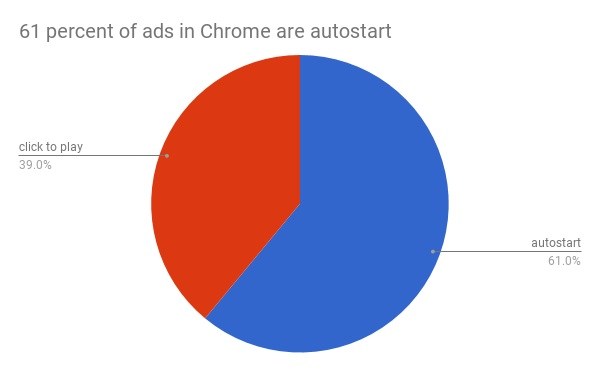 61 percent of ads in Chrome are autostart
click to play
39.0%
autostart
61.0%